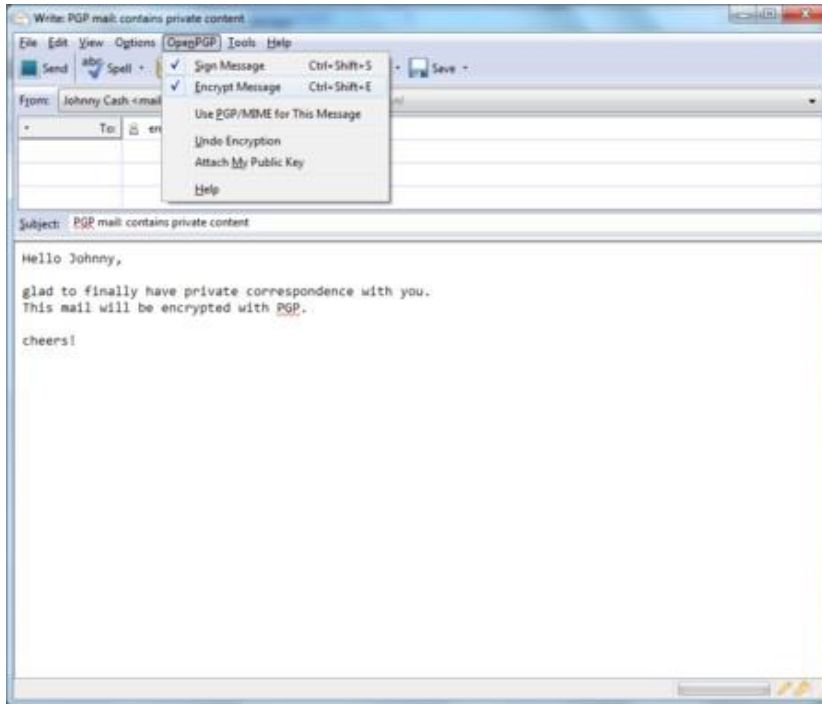 Write: PGP mail: contains private content
File Edit View Options OpenPGP Tools Help
Send Spell Save
Sign Message Ctrl+Shift+S
Encrypt Message Ctrl+Shift+E
Use PGP/MIME for This Message
Undo Encryption
Attach My Public Key
Help
From: Johnny Cash <mail
To: en
Subject: PGP mail: contains private content
Hello Johnny,
glad to finally have private correspondence with you.
This mail will be encrypted with PGP.
cheers!